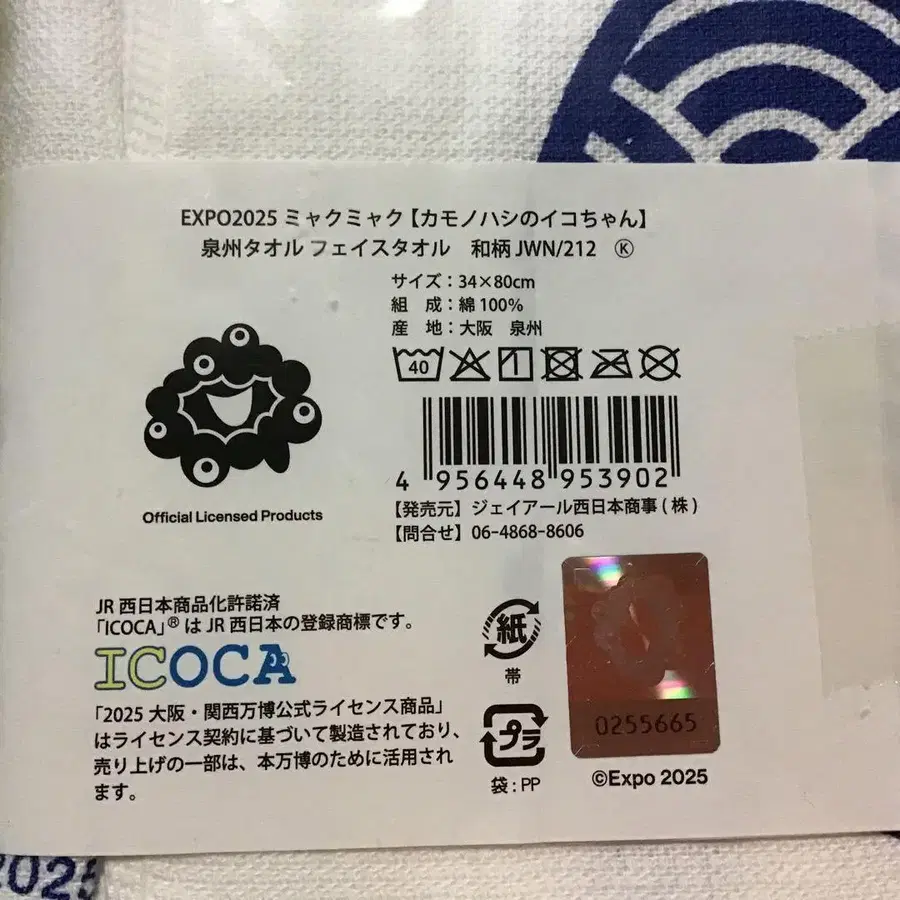 EXPO2025 ミャクミャク【カモノハシのイコちゃん】
泉州タオル フェイスタオル　和柄 JWN/212　Ⓚ
サイズ：34×80cm
組　成：綿 100%
産　地：大阪　泉州
40
4 956448 953902
【発売元】ジェイアール西日本商事（株）
【問合せ】06-4868-8606
Official Licensed Products
JR 西日本商品化許諾済
「ICOCA」® は JR 西日本の登録商標です。
ICOCA
「2025 大阪・関西万博公式ライセンス商品」
はライセンス契約に基づいて製造されており、
売り上げの一部は、本万博のために活用され
ます。
紙
帯
プラ
袋：PP
0255665
©Expo 2025
2025